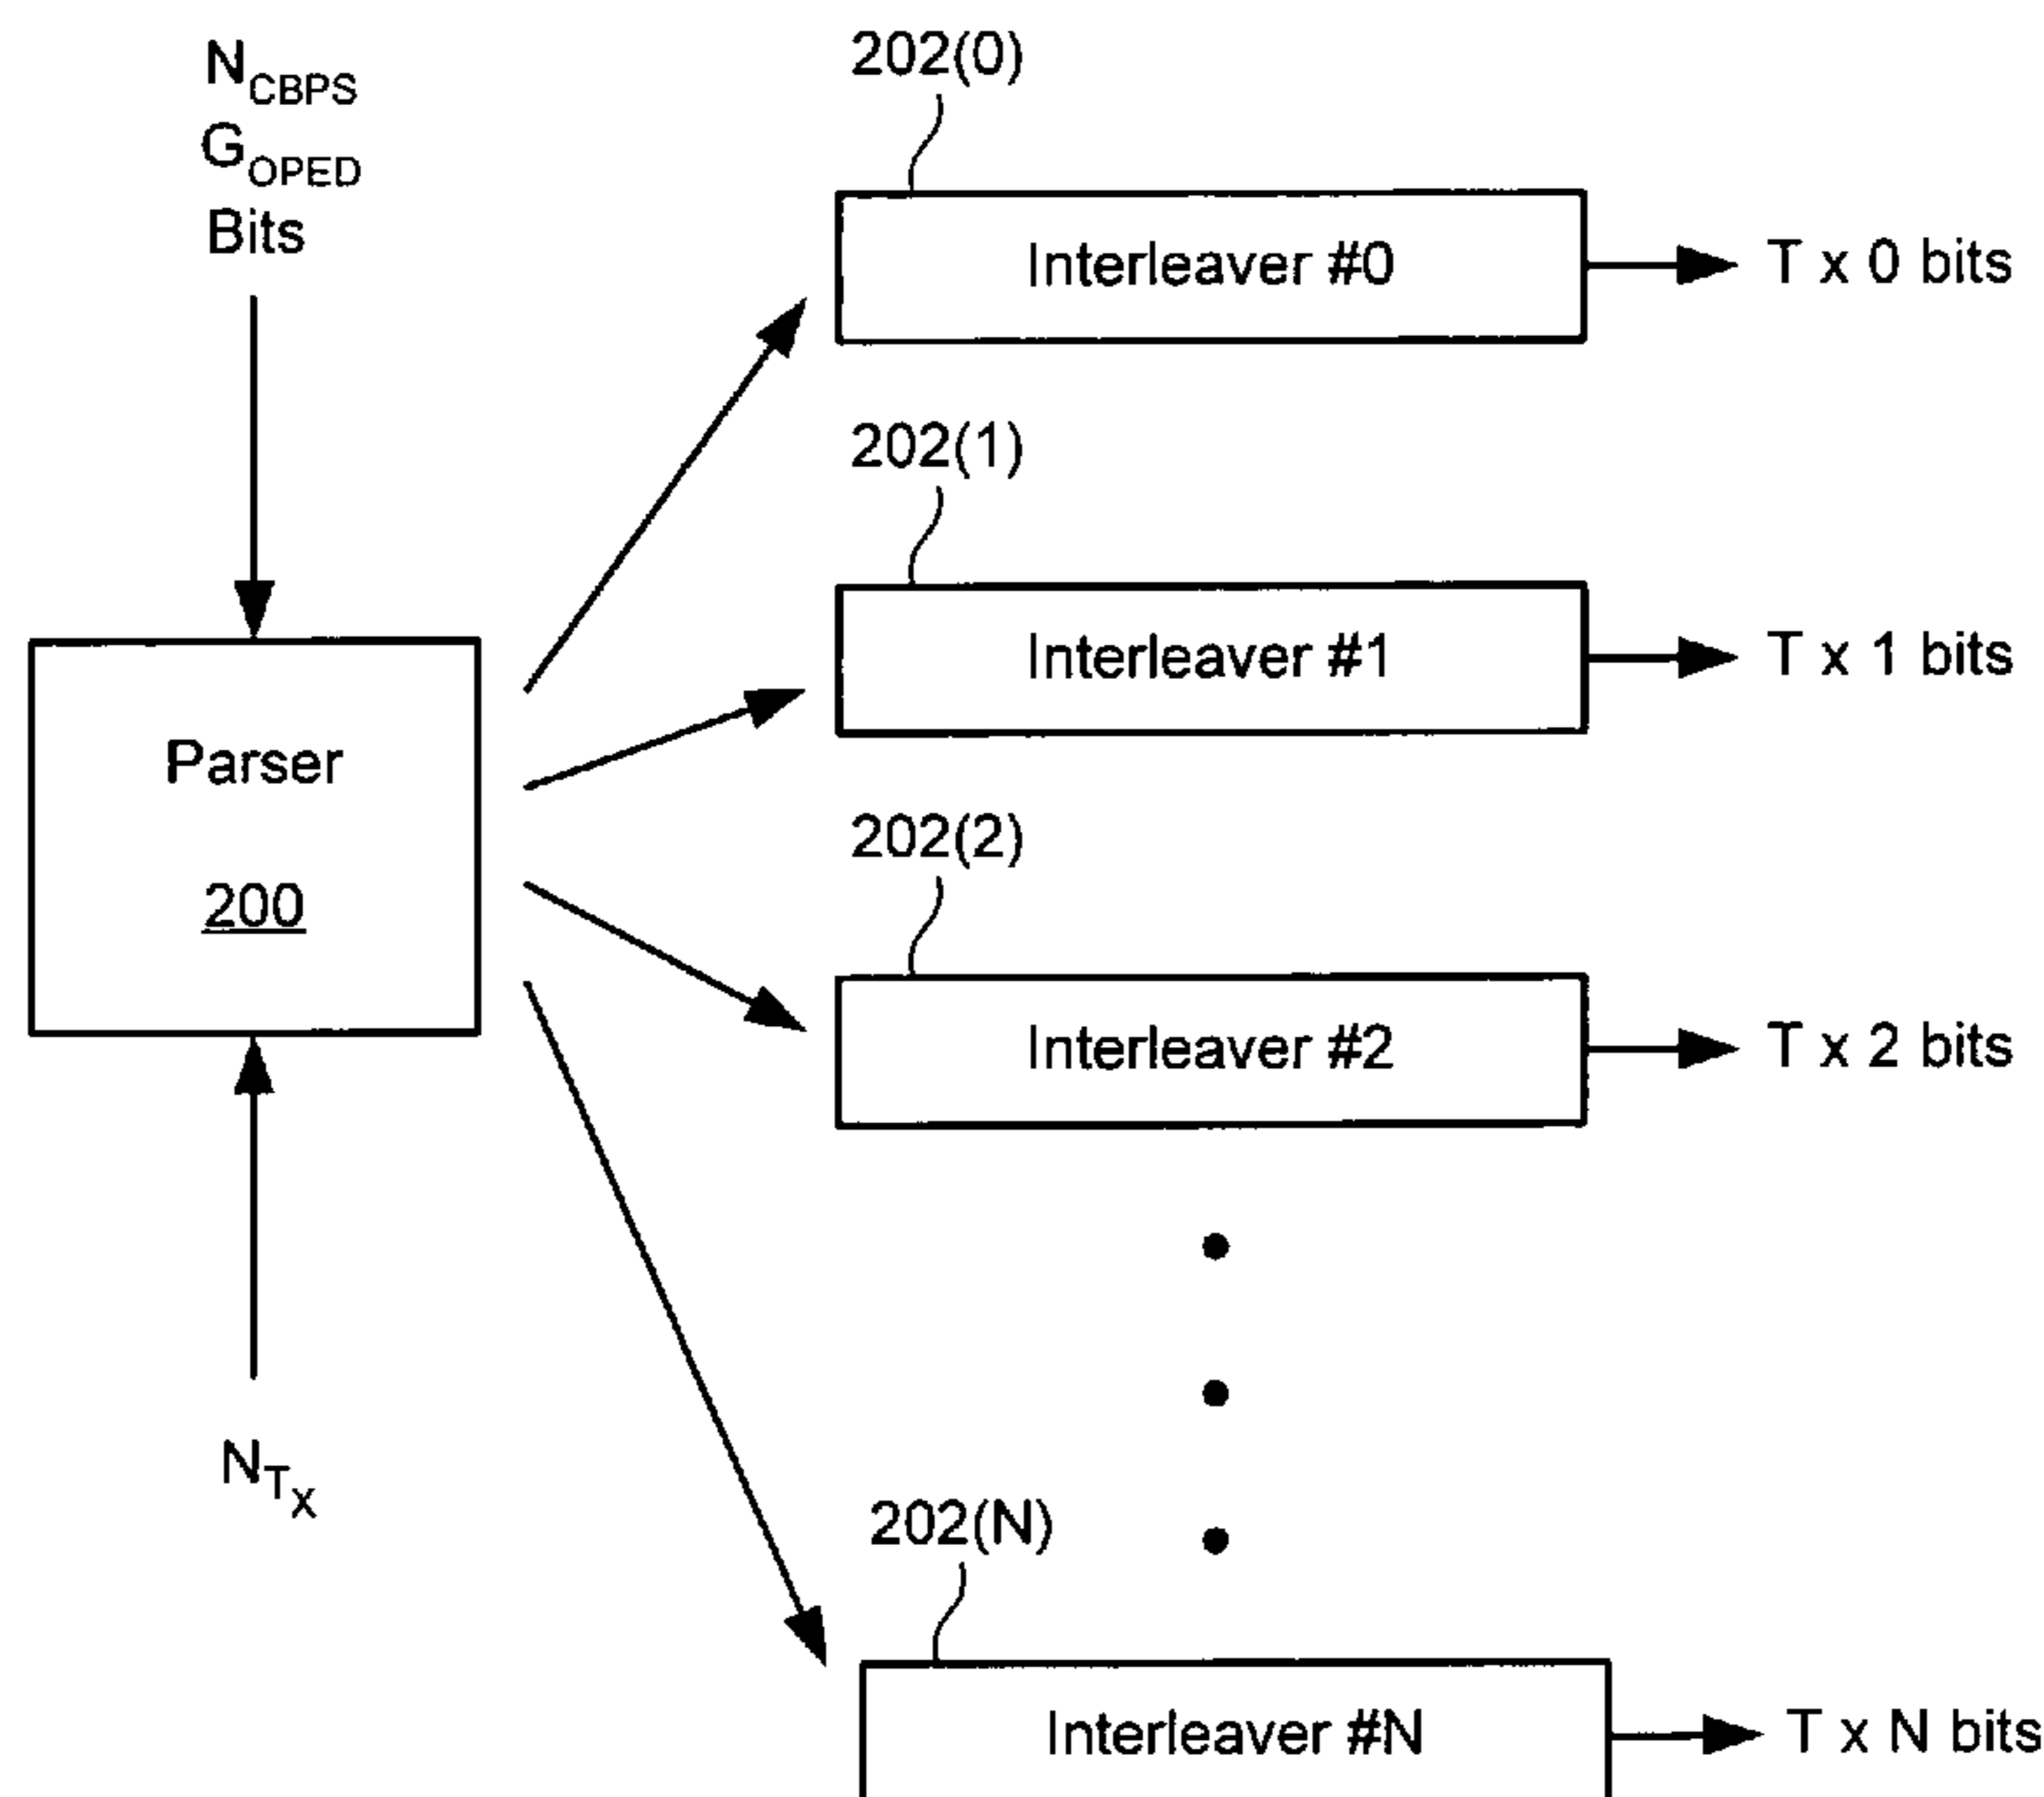 N_CBPS
G_OPED
Bits
Parser
200
N_T_X
202(0)
Interleaver #0
T x 0 bits
202(1)
Interleaver #1
T x 1 bits
202(2)
Interleaver #2
T x 2 bits
202(N)
Interleaver #N
T x N bits